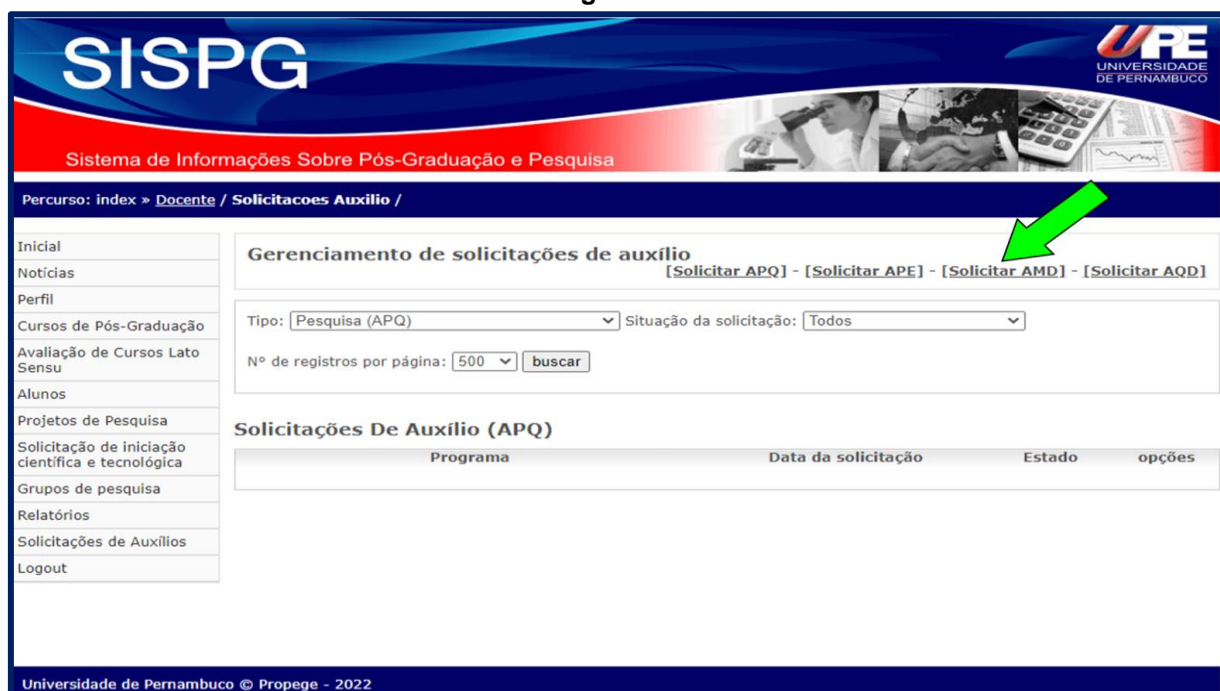 SISPG
UPE
UNIVERSIDADE
DE PERNAMBUCO
Sistema de Informações Sobre Pós-Graduação e Pesquisa
Percurso: index » Docente / Solicitacoes Auxilio /
Inicial
Notícias
Perfil
Cursos de Pós-Graduação
Avaliação de Cursos Lato
Sensu
Alunos
Projetos de Pesquisa
Solicitação de iniciação
científica e tecnológica
Grupos de pesquisa
Relatórios
Solicitações de Auxílios
Logout
Gerenciamento de solicitações de auxílio
[Solicitar APQ] - [Solicitar APE] - [Solicitar AMD] - [Solicitar AQD]
Tipo: Pesquisa (APQ) Situação da solicitação: Todos
Nº de registros por página: 500 buscar
Solicitações De Auxílio (APQ)
Programa Data da solicitação Estado opções
Universidade de Pernambuco © Propege - 2022